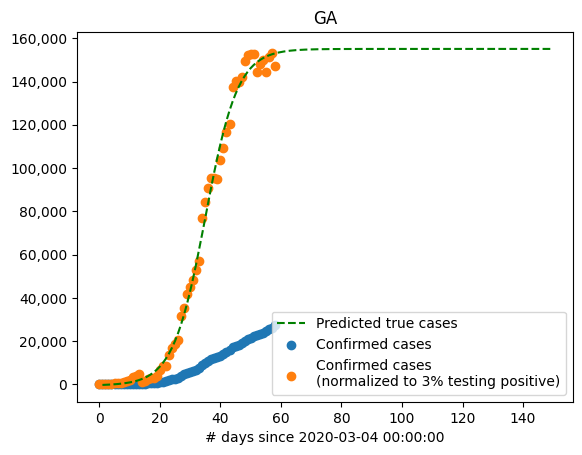 GA
160,000
140,000
120,000
100,000
80,000
60,000
40,000
20,000
0
Predicted true cases
Confirmed cases
Confirmed cases
(normalized to 3% testing positive)
0 20 40 60 80 100 120 140
# days since 2020-03-04 00:00:00